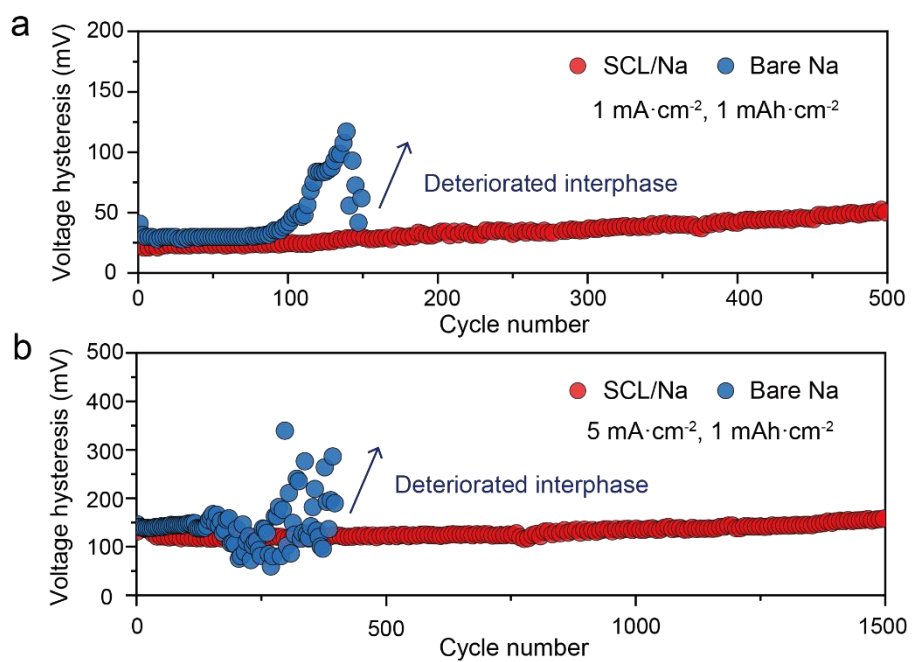 a
Voltage hysteresis (mV)
200
150
100
50
0
SCL/Na Bare Na
1 mA·cm⁻², 1 mAh·cm⁻²
Deteriorated interphase
0 100 200 300 400 500
Cycle number
b
Voltage hysteresis (mV)
500
400
300
200
100
0
SCL/Na Bare Na
5 mA·cm⁻², 1 mAh·cm⁻²
Deteriorated interphase
0 500 1000 1500
Cycle number